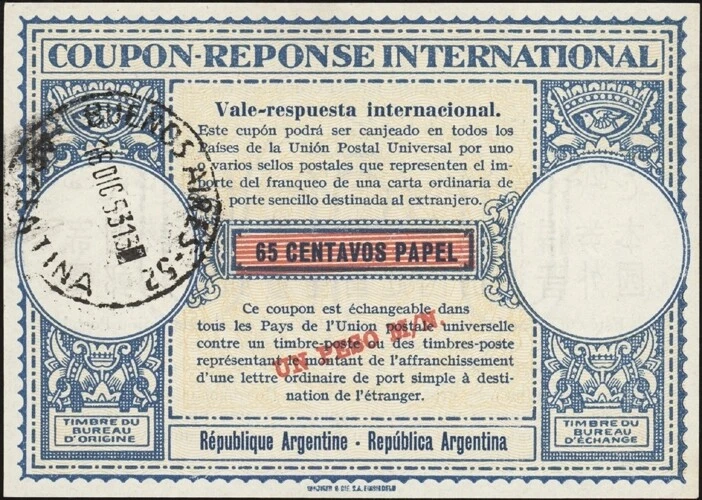 COUPON-REPONSE INTERNATIONAL
Vale-respuesta internacional.
Este cupón podrá ser canjeado en todos los
Países de la Unión Postal Universal por uno
o varios sellos postales que representen el im-
porte del franqueo de una carta ordinaria de
porte sencillo destinada al extranjero.
BUENOS AIRES-52
16 DIC 53 13
ARGENTINA
65 CENTAVOS PAPEL
Ce coupon est échangeable dans
tous les Pays de l'Union postale universelle
contre un timbre-poste ou des timbres-poste
représentant le montant de l'affranchissement
d'une lettre ordinaire de port simple à desti-
nation de l'étranger.
UN PESO M/N.
TIMBRE DU
BUREAU
D'ORIGINE
TIMBRE DU
BUREAU
D'ÉCHANGE
République Argentine - República Argentina